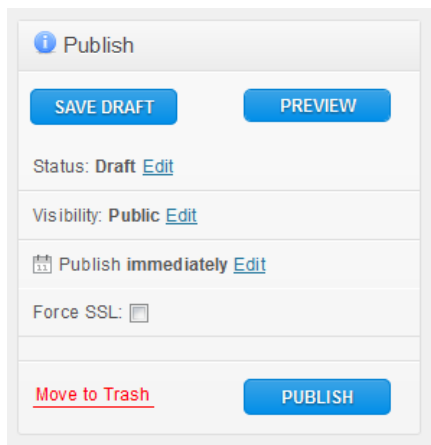 Publish
SAVE DRAFT PREVIEW
Status: Draft Edit
Visibility: Public Edit
11 Publish immediately Edit
Force SSL:
Move to Trash PUBLISH